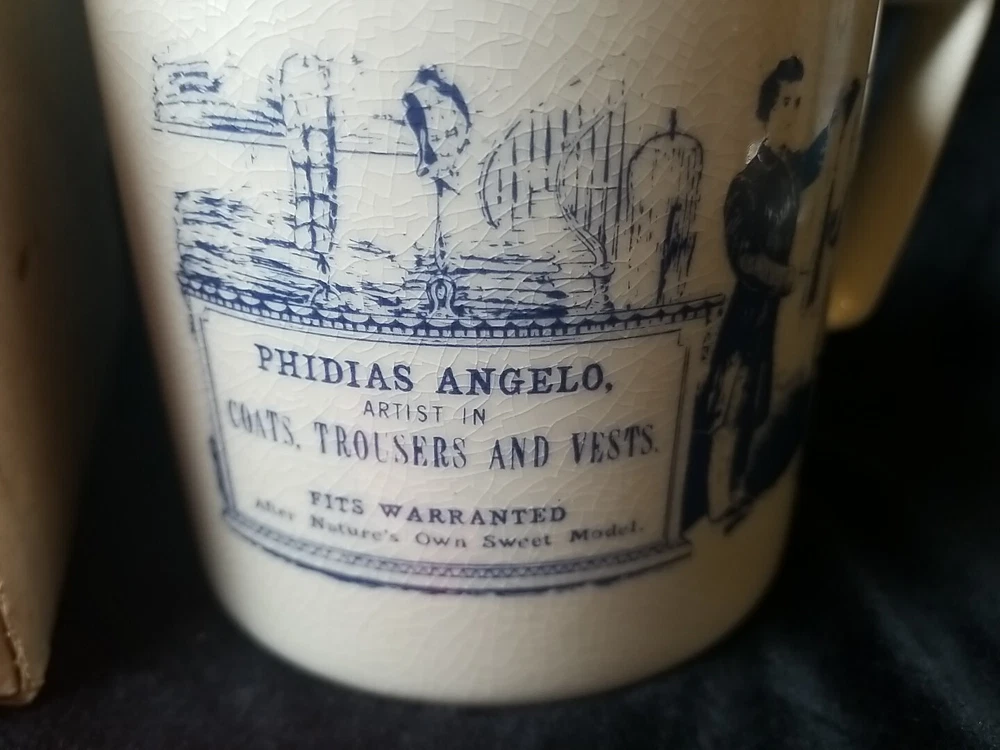 PHIDIAS ANGELO,
ARTIST IN
COATS, TROUSERS AND VESTS.
FITS WARRANTED
After Nature's Own Sweet Model.